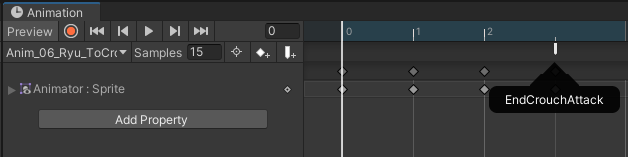 Animation
Preview 0 0 1 2
Anim_06_Ryu_ToCro Samples 15
Animator : Sprite
EndCrouchAttack
Add Property